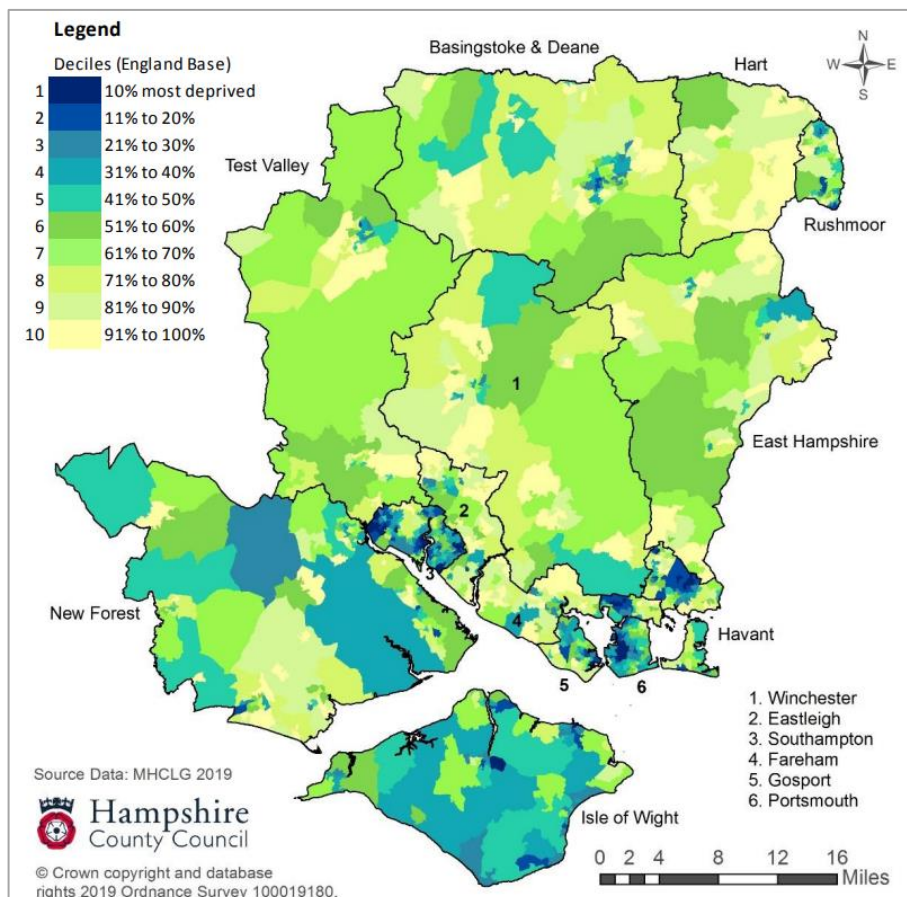 Legend
Deciles (England Base)
1 10% most deprived
2 11% to 20%
3 21% to 30%
4 31% to 40%
5 41% to 50%
6 51% to 60%
7 61% to 70%
8 71% to 80%
9 81% to 90%
10 91% to 100%
Basingstoke & Deane
Hart
N
W E
S
Test Valley
Rushmoor
1
East Hampshire
2
3
New Forest
4
Havant
5
6
1. Winchester
2. Eastleigh
3. Southampton
4. Fareham
5. Gosport
6. Portsmouth
Isle of Wight
Source Data: MHCLG 2019
Hampshire
County Council
© Crown copyright and database
rights 2019 Ordnance Survey 100019180.
0 2 4 8 12 16
Miles